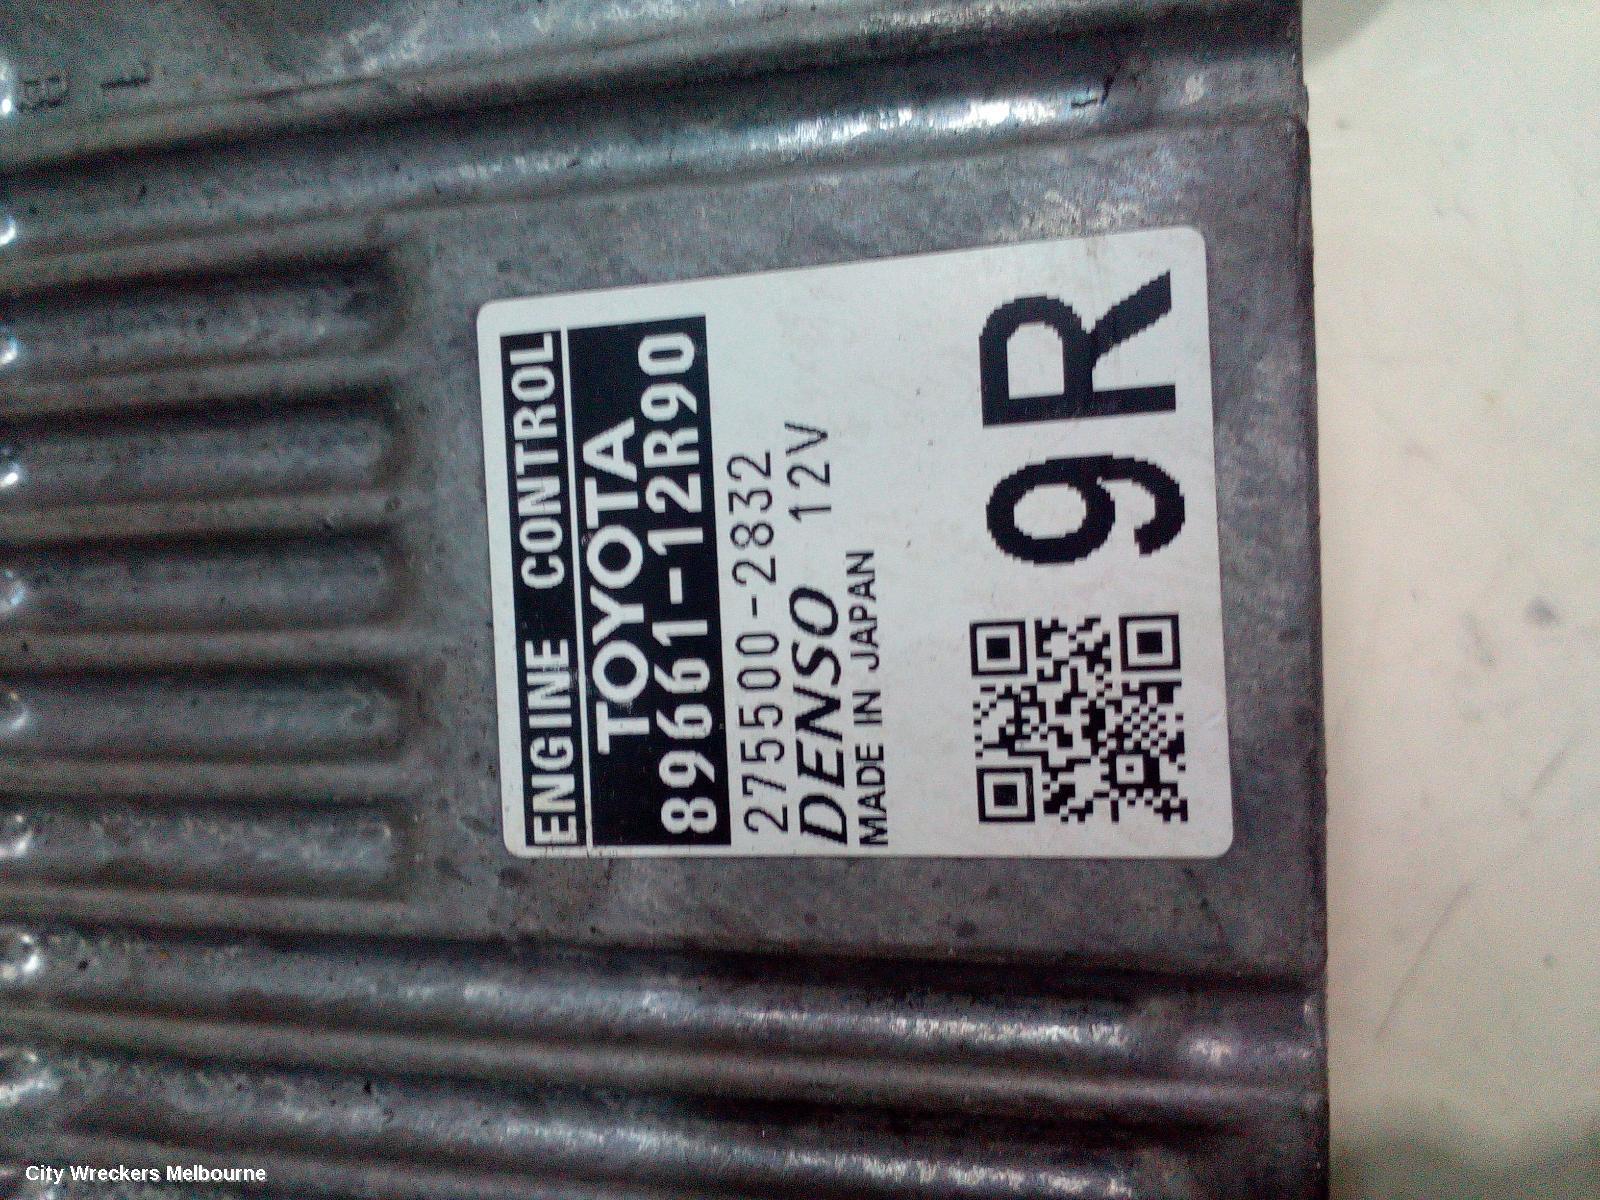 ENGINE CONTROL
TOYOTA
89661-12R90
275500-2832
DENSO 12V
MADE IN JAPAN
9R
City Wreckers Melbourne